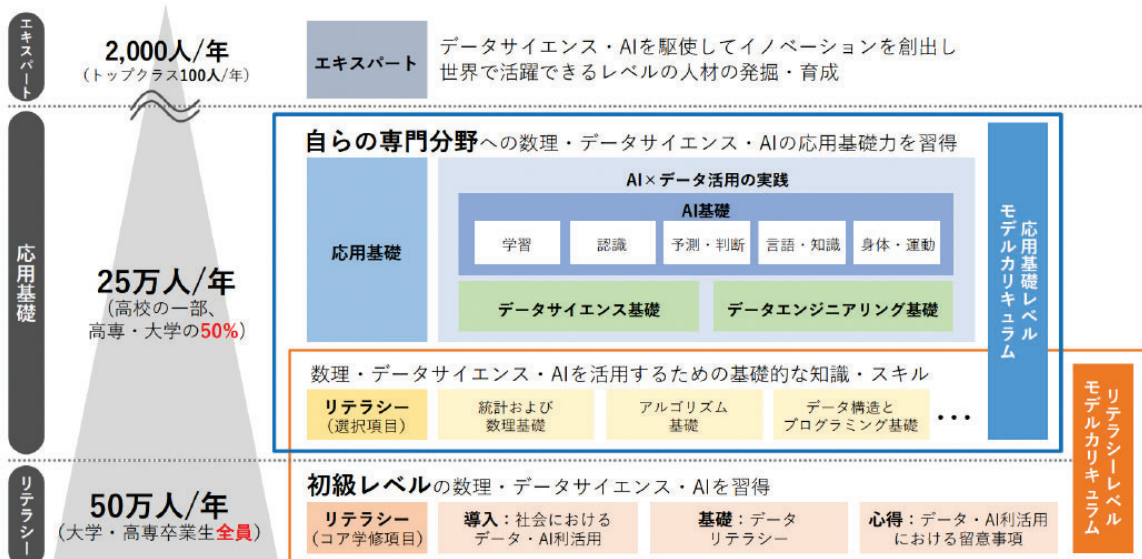 エキスパート
2,000人/年
(トップクラス100人/年)
エキスパート
データサイエンス・AIを駆使してイノベーションを創出し
世界で活躍できるレベルの人材の発掘・育成
応用基礎
25万人/年
(高校の一部、
高専・大学の50%)
自らの専門分野への数理・データサイエンス・AIの応用基礎力を習得
応用基礎
AI×データ活用の実践
AI基礎
学習
認識
予測・判断
言語・知識
身体・運動
データサイエンス基礎
データエンジニアリング基礎
応用基礎レベル
モデルカリキュラム
数理・データサイエンス・AIを活用するための基礎的な知識・スキル
リテラシー
(選択項目)
統計および
数理基礎
アルゴリズム
基礎
データ構造と
プログラミング基礎
・・・
リテラシーレベル
モデルカリキュラム
リテラシー
50万人/年
(大学・高専卒業生全員)
初級レベルの数理・データサイエンス・AIを習得
リテラシー
(コア学修項目)
導入：社会における
データ・AI利活用
基礎：データ
リテラシー
心得：データ・AI利活用
における留意事項